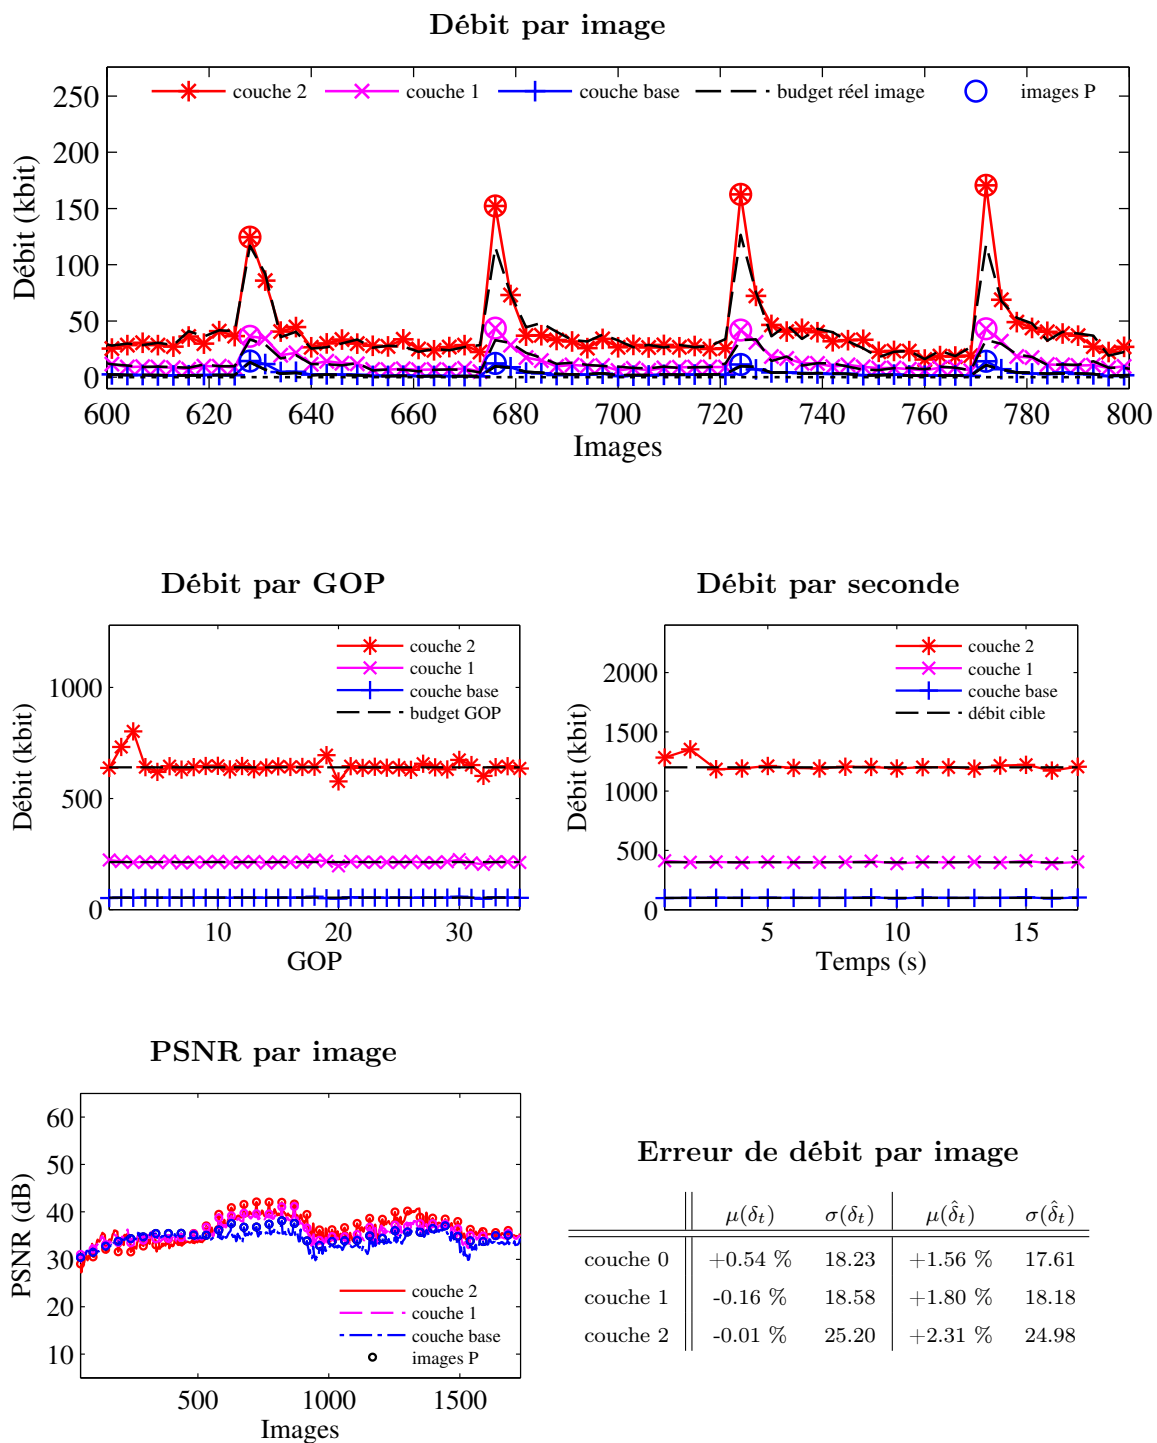 Débit par image
250
200
150
100
50
0
Débit (kbit)
couche 2
couche 1
couche base
budget réel image
images P
600 620 640 660 680 700 720 740 760 780 800
Images
Débit par GOP
1000
500
0
Débit (kbit)
couche 2
couche 1
couche base
budget GOP
10 20 30
GOP
Débit par seconde
2000
1500
1000
500
0
Débit (kbit)
couche 2
couche 1
couche base
débit cible
5 10 15
Temps (s)
PSNR par image
60
50
40
30
20
10
PSNR (dB)
couche 2
couche 1
couche base
images P
500 1000 1500
Images
Erreur de débit par image
μ(δₜ) σ(δₜ) μ(δ̂ₜ) σ(δ̂ₜ)
couche 0 +0.54 % 18.23 +1.56 % 17.61
couche 1 -0.16 % 18.58 +1.80 % 18.18
couche 2 -0.01 % 25.20 +2.31 % 24.98